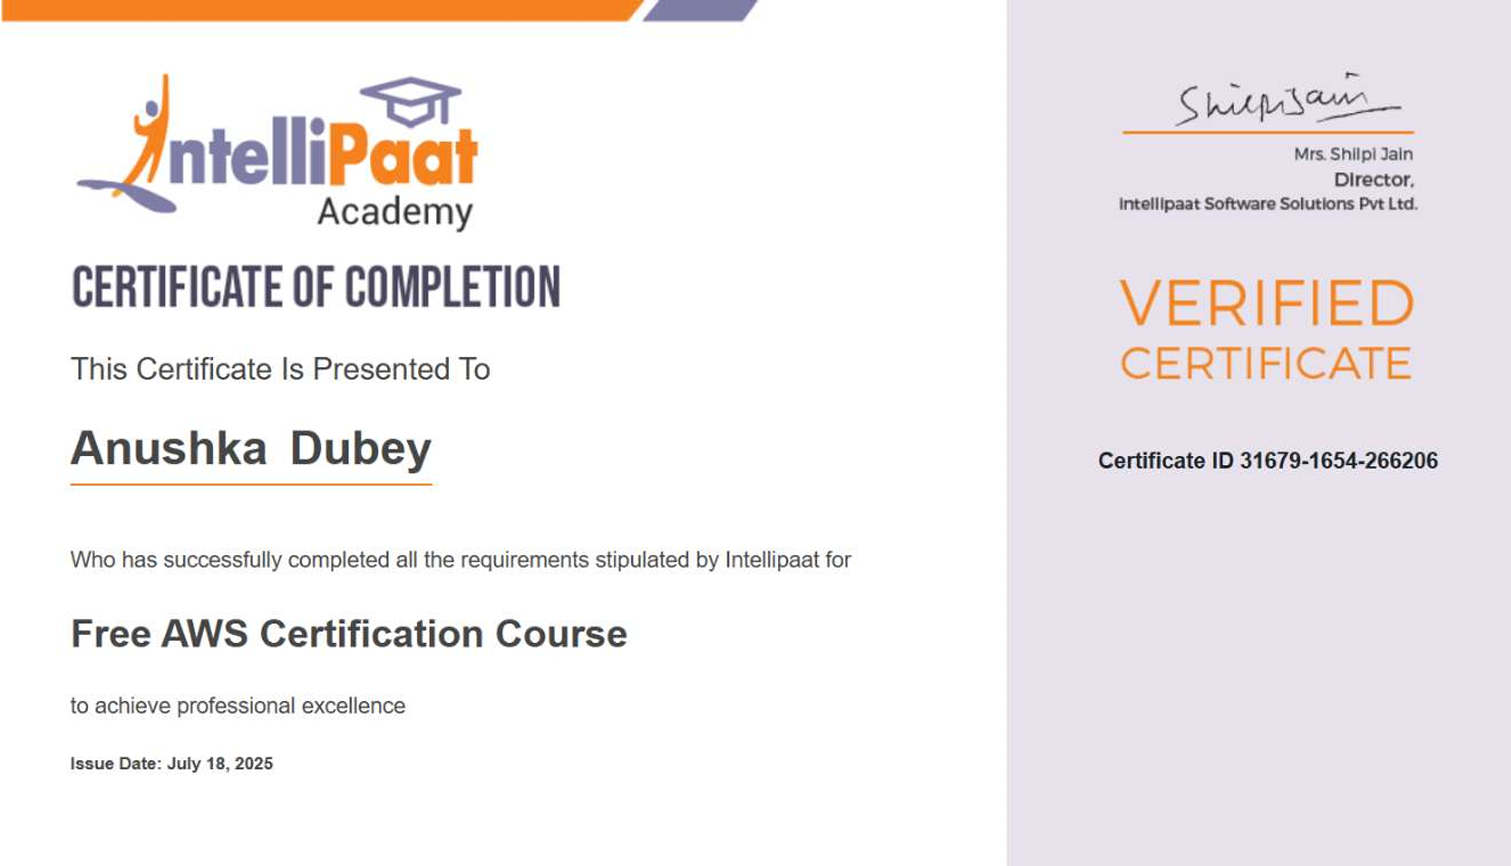 IntelliPaat
Academy
CERTIFICATE OF COMPLETION
This Certificate Is Presented To
Anushka Dubey
Who has successfully completed all the requirements stipulated by Intellipaat for
Free AWS Certification Course
to achieve professional excellence
Issue Date: July 18, 2025
Shilpi Jain
Mrs. Shilpi Jain
Director,
Intellipaat Software Solutions Pvt Ltd.
VERIFIED
CERTIFICATE
Certificate ID 31679-1654-266206